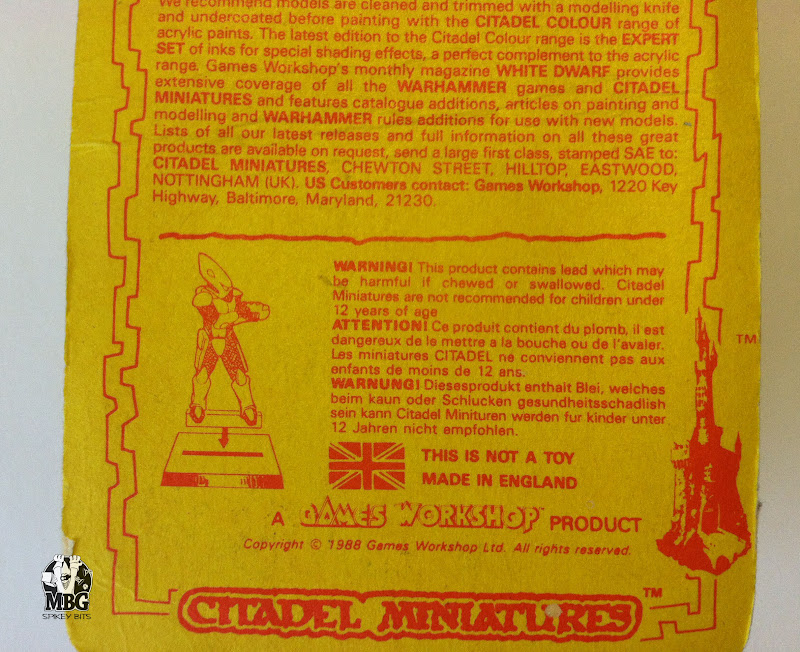 We recommend models are cleaned and trimmed with a modelling knife
and undercoated before painting with the CITADEL COLOUR range of
acrylic paints. The latest edition to the Citadel Colour range is the EXPERT
SET of inks for special shading effects, a perfect complement to the acrylic
range. Games Workshop's monthly magazine WHITE DWARF provides
extensive coverage of all the WARHAMMER games and CITADEL
MINIATURES and features catalogue additions, articles on painting and
modelling and WARHAMMER rules additions for use with new models.
Lists of all our latest releases and full information on all these great
products are available on request, send a large first class, stamped SAE to:
CITADEL MINIATURES, CHEWTON STREET, HILLTOP, EASTWOOD,
NOTTINGHAM (UK). US Customers contact: Games Workshop, 1220 Key
Highway, Baltimore, Maryland, 21230.
WARNING! This product contains lead which may
be harmful if chewed or swallowed. Citadel
Miniatures are not recommended for children under
12 years of age
ATTENTION! Ce produit contient du plomb, il est
dangereux de le mettre a la bouche ou de l'avaler.
Les miniatures CITADEL ne conviennent pas aux
enfants de moins de 12 ans.
WARNUNG! Diesesprodukt enthalt Blei, welches
beim kaun oder Schlucken gesundheitsschadlish
sein kann Citadel Minituren werden fur kinder unter
12 Jahren nicht empfohlen.
THIS IS NOT A TOY
MADE IN ENGLAND
A GAMES WORKSHOP PRODUCT
Copyright © 1988 Games Workshop Ltd. All rights reserved.
TM
CITADEL MINIATURES TM
MBG
SPIKEY BITS